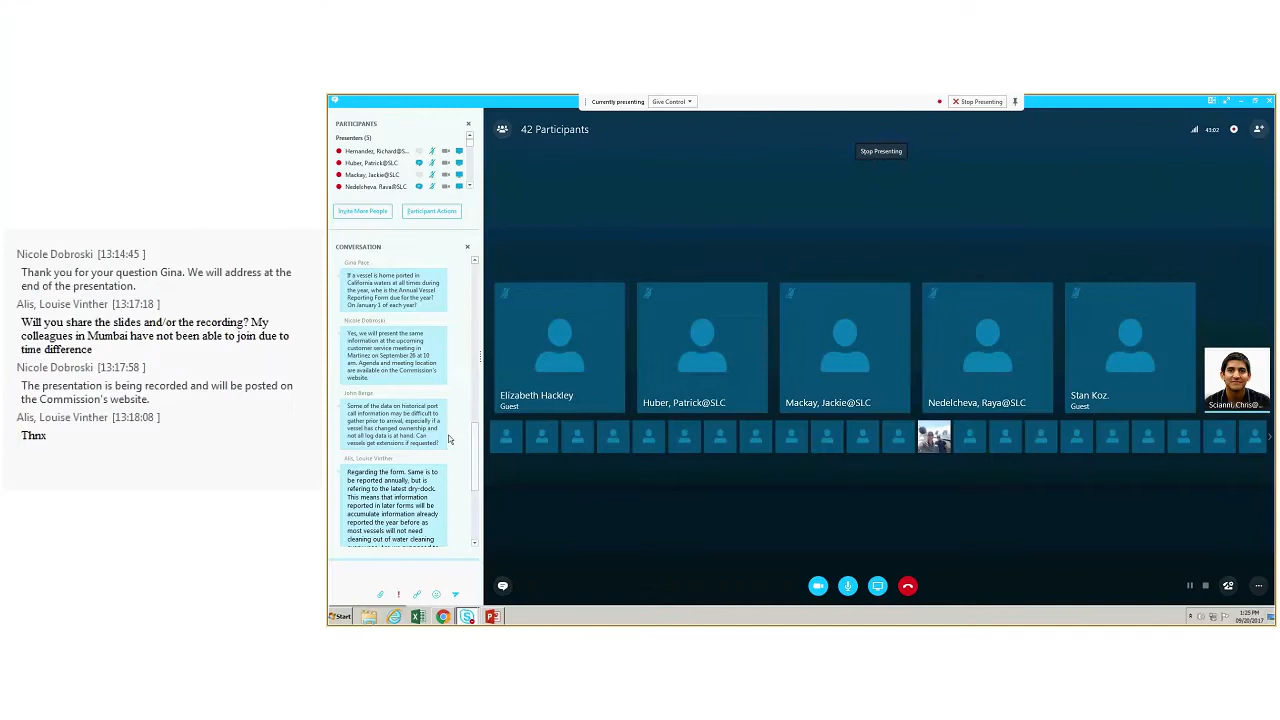 Nicole Dobroski [13:14:45 ]
Thank you for your question Gina. We will address at the
end of the presentation.
Alis, Louise Vinther [13:17:18 ]
Will you share the slides and/or the recording? My
colleagues in Mumbai have not been able to join due to
time difference
Nicole Dobroski [13:17:58 ]
The presentation is being recorded and will be posted on
the Commission's website.
Alis, Louise Vinther [13:18:08 ]
Thnx
Currently presenting
Give Control
Stop Presenting
PARTICIPANTS
Presenters (5)
Hernandez, Richard@S...
Huber, Patrick@SLC
Mackay, Jackie@SLC
Nedelcheva, Raya@SLC
Invite More People
Participant Actions
CONVERSATION
Gina Pace
If a vessel is home ported in
California waters at all times during
the year, who is the Annual Vessel
Reporting Form due for the year?
On January 1 of each year?
Nicole Dobroski
Yes, we will present the same
information at the upcoming
customer service meeting in
Martinez on September 26 at 10
am. Agenda and meeting location
are available on the Commission's
website.
John Berge
Some of the data on historical port
call information may be difficult to
gather prior to arrival, especially if a
vessel has changed ownership and
not all log data is at hand. Can
vessels get extensions if requested?
Alis, Louise Vinther
Regarding the form. Same is to
be reported annually, but is
refering to the latest dry-dock.
This means that information
reported in later forms will be
accumulate information already
reported the year before as
most vessels will not need
cleaning out of water cleaning
42 Participants
43:02
Stop Presenting
Elizabeth Hackley
Guest
Huber, Patrick@SLC
Mackay, Jackie@SLC
Nedelcheva, Raya@SLC
Stan Koz.
Guest
Scianni, Chris@...
Start
1:25 PM
09/20/2017